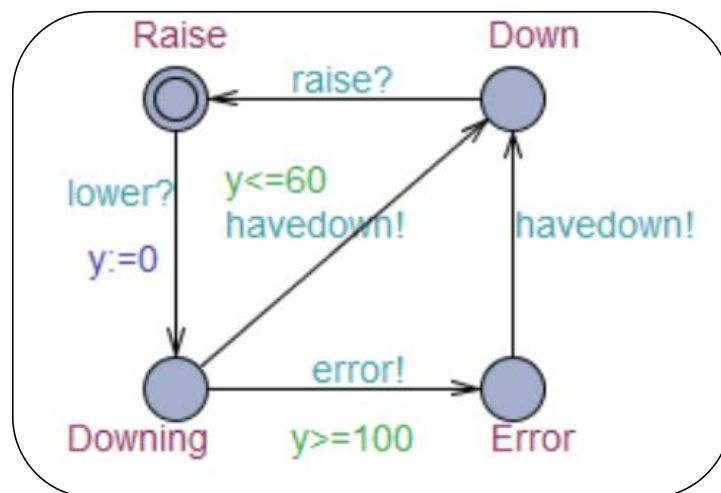 Raise
Down
raise?
lower?
y<=60
havedown!
havedown!
y:=0
error!
Downing
y>=100
Error